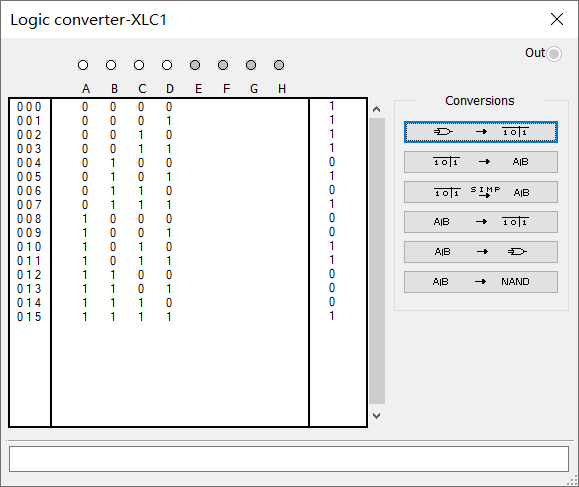 Logic converter-XLC1
Out
A B C D E F G H
000 0 0 0 0 1
001 0 0 0 1 1
002 0 0 1 0 1
003 0 0 1 1 1
004 0 1 0 0 0
005 0 1 0 1 1
006 0 1 1 0 0
007 0 1 1 1 1
008 1 0 0 0 0
009 1 0 0 1 0
010 1 0 1 0 1
011 1 0 1 1 1
012 1 1 0 0 0
013 1 1 0 1 0
014 1 1 1 0 0
015 1 1 1 1 1
Conversions
→ 1 0 1
1 0 1 → A|B
1 0 1 SIMP → A|B
A|B → 1 0 1
A|B →
A|B → NAND